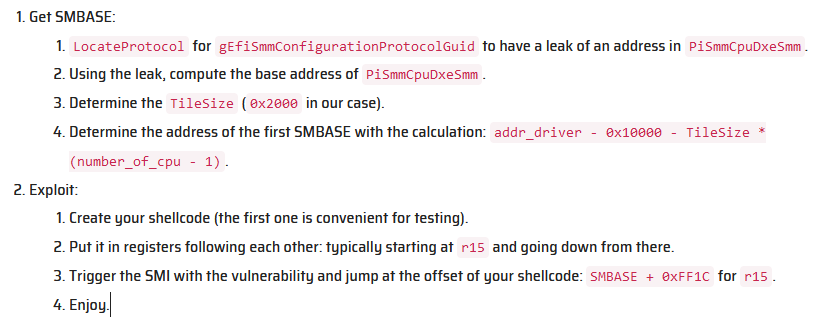 1. Get SMBASE:
1. LocateProtocol for gEfiSmmConfigurationProtocolGuid to have a leak of an address in PiSmmCpuDxeSmm.
2. Using the leak, compute the base address of PiSmmCpuDxeSmm.
3. Determine the TileSize (0x2000 in our case).
4. Determine the address of the first SMBASE with the calculation: addr_driver - 0x10000 - TileSize *
(number_of_cpu - 1).
2. Exploit:
1. Create your shellcode (the first one is convenient for testing).
2. Put it in registers following each other: typically starting at r15 and going down from there.
3. Trigger the SMI with the vulnerability and jump at the offset of your shellcode: SMBASE + 0xFF1C for r15.
4. Enjoy.